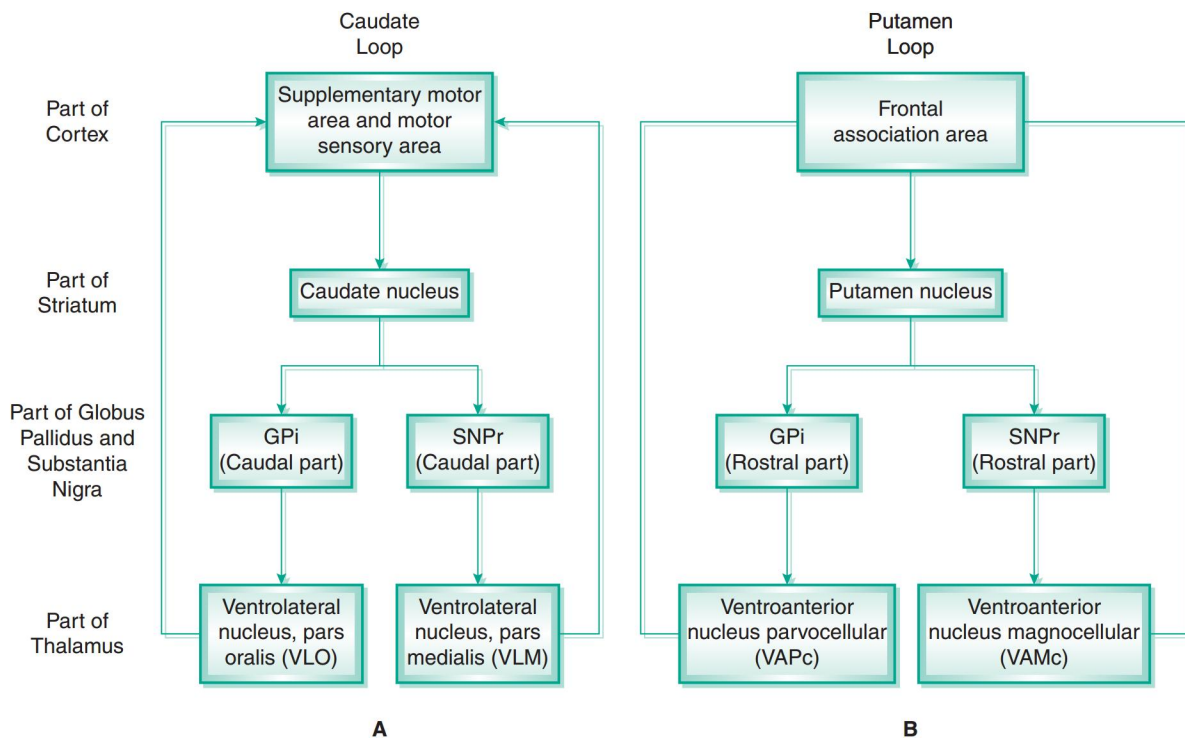 Caudate
Loop
Putamen
Loop
Part of
Cortex
Supplementary motor
area and motor
sensory area
Frontal
association area
Part of
Striatum
Caudate nucleus
Putamen nucleus
Part of Globus
Pallidus and
Substantia
Nigra
GPi
(Caudal part)
SNPr
(Caudal part)
GPi
(Rostral part)
SNPr
(Rostral part)
Part of
Thalamus
Ventrolateral
nucleus, pars
oralis (VLO)
Ventrolateral
nucleus, pars
medialis (VLM)
Ventroanterior
nucleus parvocellular
(VAPc)
Ventroanterior
nucleus magnocellular
(VAMc)
A
B